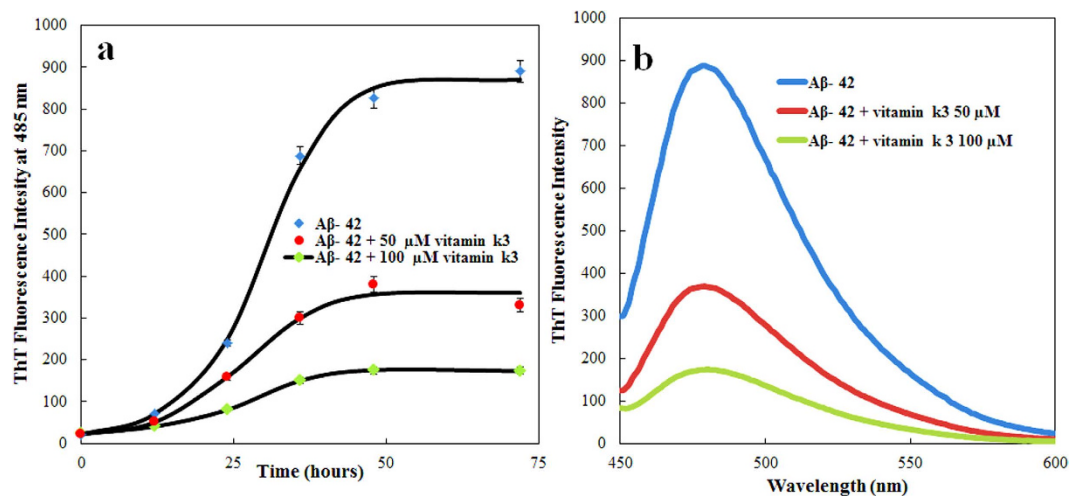 a
ThT Fluorescence Intesity at 485 nm
1000
900
800
700
600
500
400
300
200
100
0
Aβ- 42
Aβ- 42 + 50 µM vitamin k3
Aβ- 42 + 100 µM vitamin k3
0 25 50 75
Time (hours)
b
ThT Fluorescence Intensity
1000
900
800
700
600
500
400
300
200
100
0
Aβ- 42
Aβ- 42 + vitamin k3 50 µM
Aβ- 42 + vitamin k 3 100 µM
450 500 550 600
Wavelength (nm)